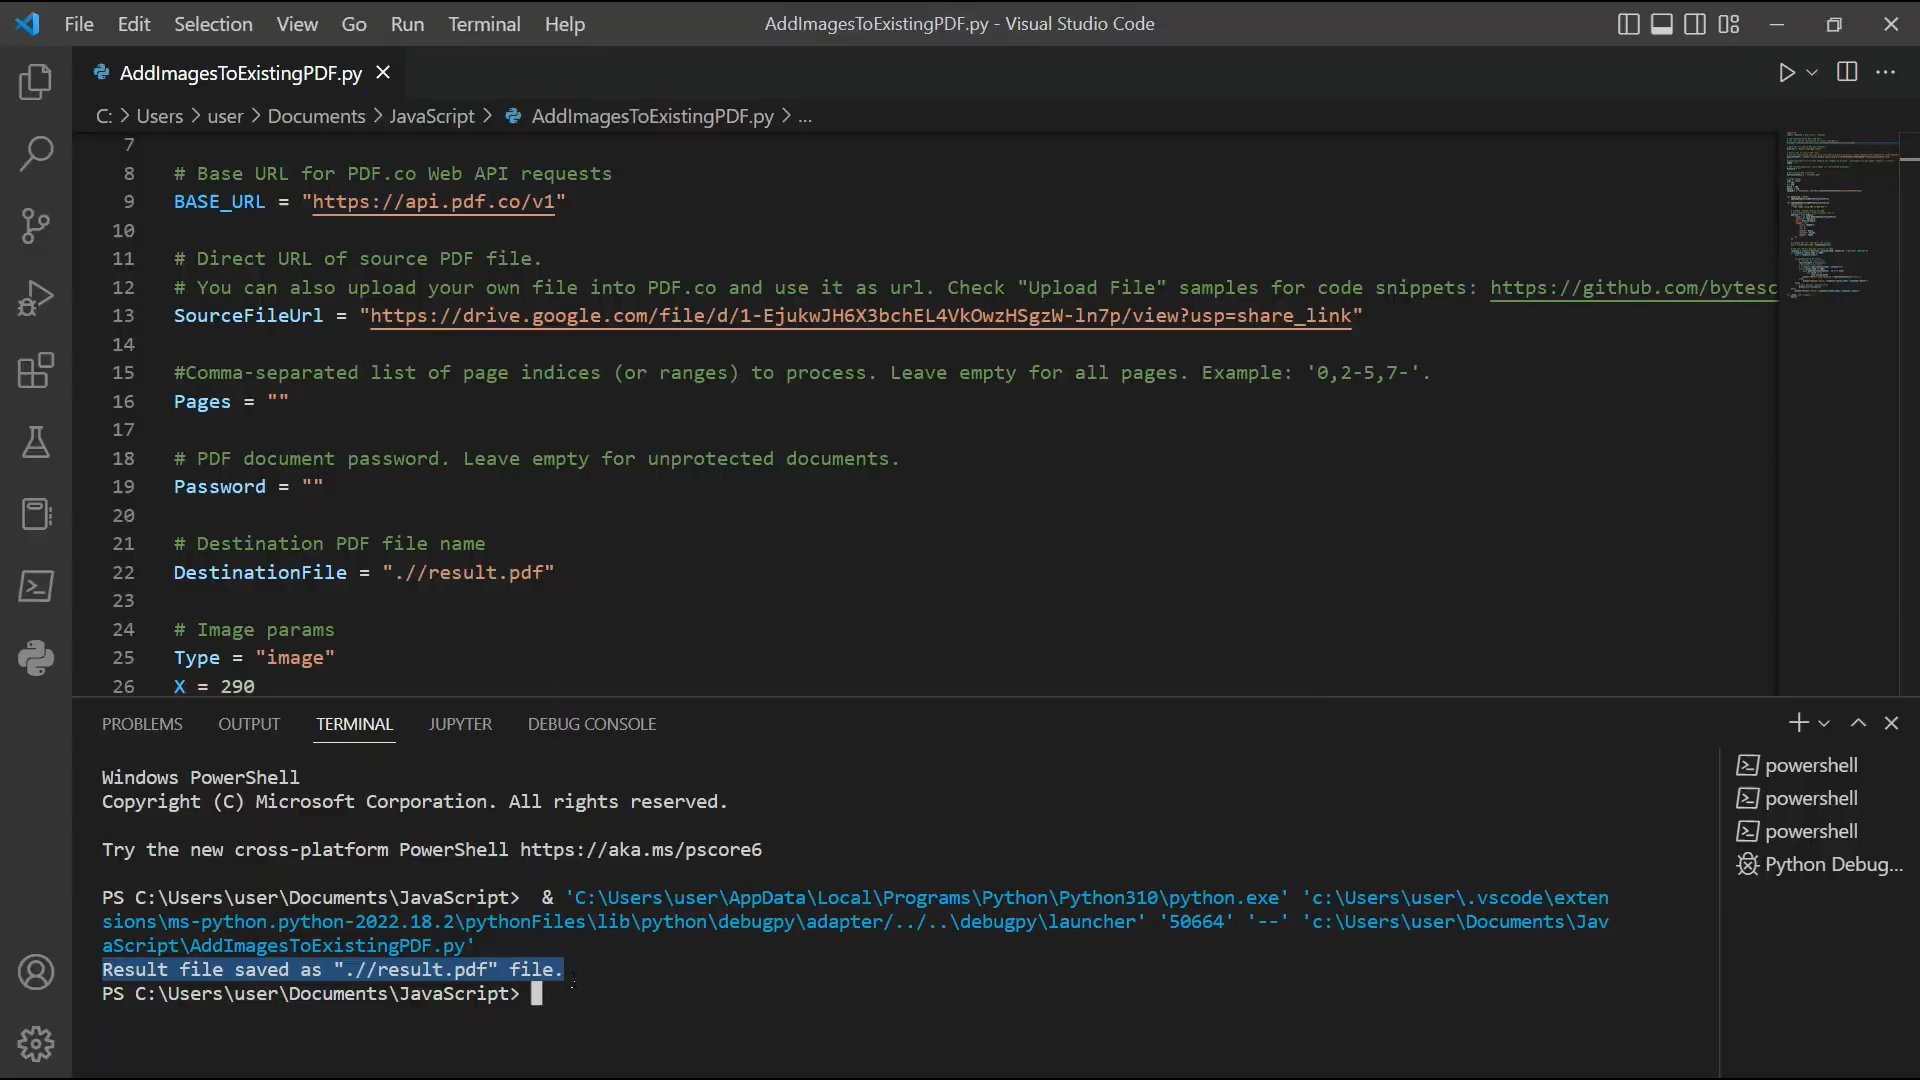 File Edit Selection View Go Run Terminal Help AddImagesToExistingPDF.py - Visual Studio Code
AddImagesToExistingPDF.py
C: > Users > user > Documents > JavaScript > AddImagesToExistingPDF.py > ...
7
8 # Base URL for PDF.co Web API requests
9 BASE_URL = "https://api.pdf.co/v1"
10
11 # Direct URL of source PDF file.
12 # You can also upload your own file into PDF.co and use it as url. Check "Upload File" samples for code snippets: https://github.com/bytesc
13 SourceFileUrl = "https://drive.google.com/file/d/1-EjukwJH6X3bchEL4VkOwzHSgzW-ln7p/view?usp=share_link"
14
15 #Comma-separated list of page indices (or ranges) to process. Leave empty for all pages. Example: '0,2-5,7-'.
16 Pages = ""
17
18 # PDF document password. Leave empty for unprotected documents.
19 Password = ""
20
21 # Destination PDF file name
22 DestinationFile = ".//result.pdf"
23
24 # Image params
25 Type = "image"
26 X = 290
PROBLEMS OUTPUT TERMINAL JUPYTER DEBUG CONSOLE
Windows PowerShell
Copyright (C) Microsoft Corporation. All rights reserved.
Try the new cross-platform PowerShell https://aka.ms/pscore6
PS C:\Users\user\Documents\JavaScript>  & 'C:\Users\user\AppData\Local\Programs\Python\Python310\python.exe' 'c:\Users\user\.vscode\exten
sions\ms-python.python-2022.18.2\pythonFiles\lib\python\debugpy\adapter/../..\debugpy\launcher' '50664' '--' 'c:\Users\user\Documents\Jav
aScript\AddImagesToExistingPDF.py'
Result file saved as ".//result.pdf" file.
PS C:\Users\user\Documents\JavaScript>
powershell
powershell
powershell
Python Debug...